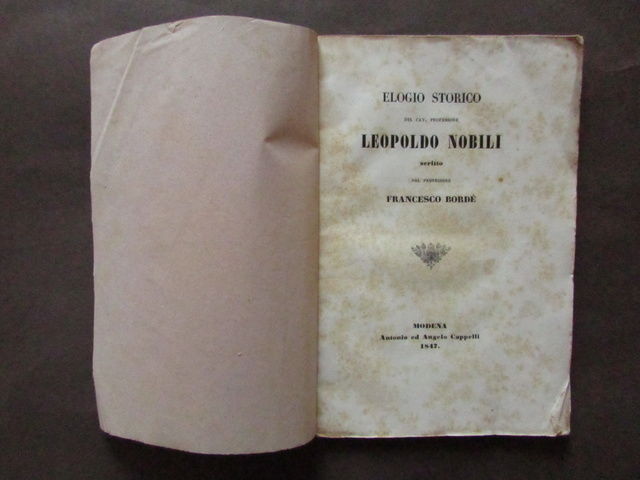 ELOGIO STORICO
DEL CAV. PROFESSORE
LEOPOLDO NOBILI
scritto
DAL PROFESSORE
FRANCESCO BORDÈ
MODENA
Antonio ed Angelo Cappelli
1847.